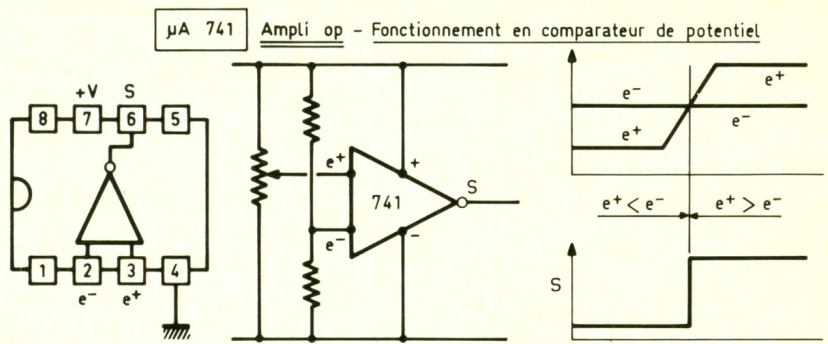 µA 741 Ampli op - Fonctionnement en comparateur de potentiel
+V S
8 7 6 5
1 2 3 4
e⁻ e⁺
e⁺ +
741 S
e⁻ -
e⁻ e⁺
e⁺ e⁻
e⁺ < e⁻ e⁺ > e⁻
S